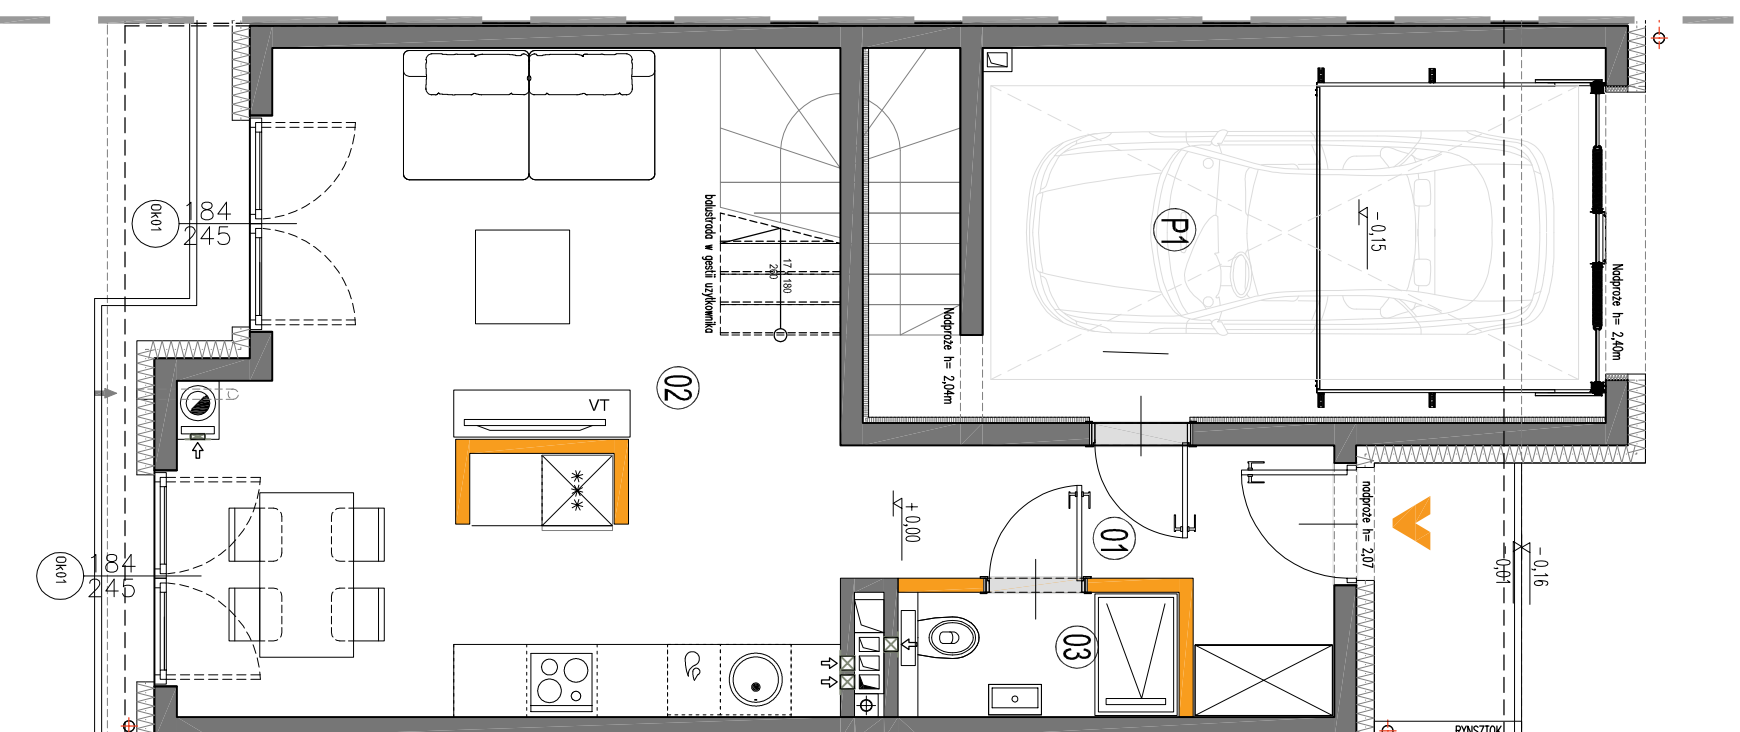 Ok01
184
245
balustrada w gestii użytkownika
17 x 180
260
02
VT
Nadproże h= 2,04m
P1
-0,15
Nadproże h= 2,40m
Ok01
184
245
+0,00
01
nadproże h= 2,07
-0,01
-0,16
03
RYNSZTOK